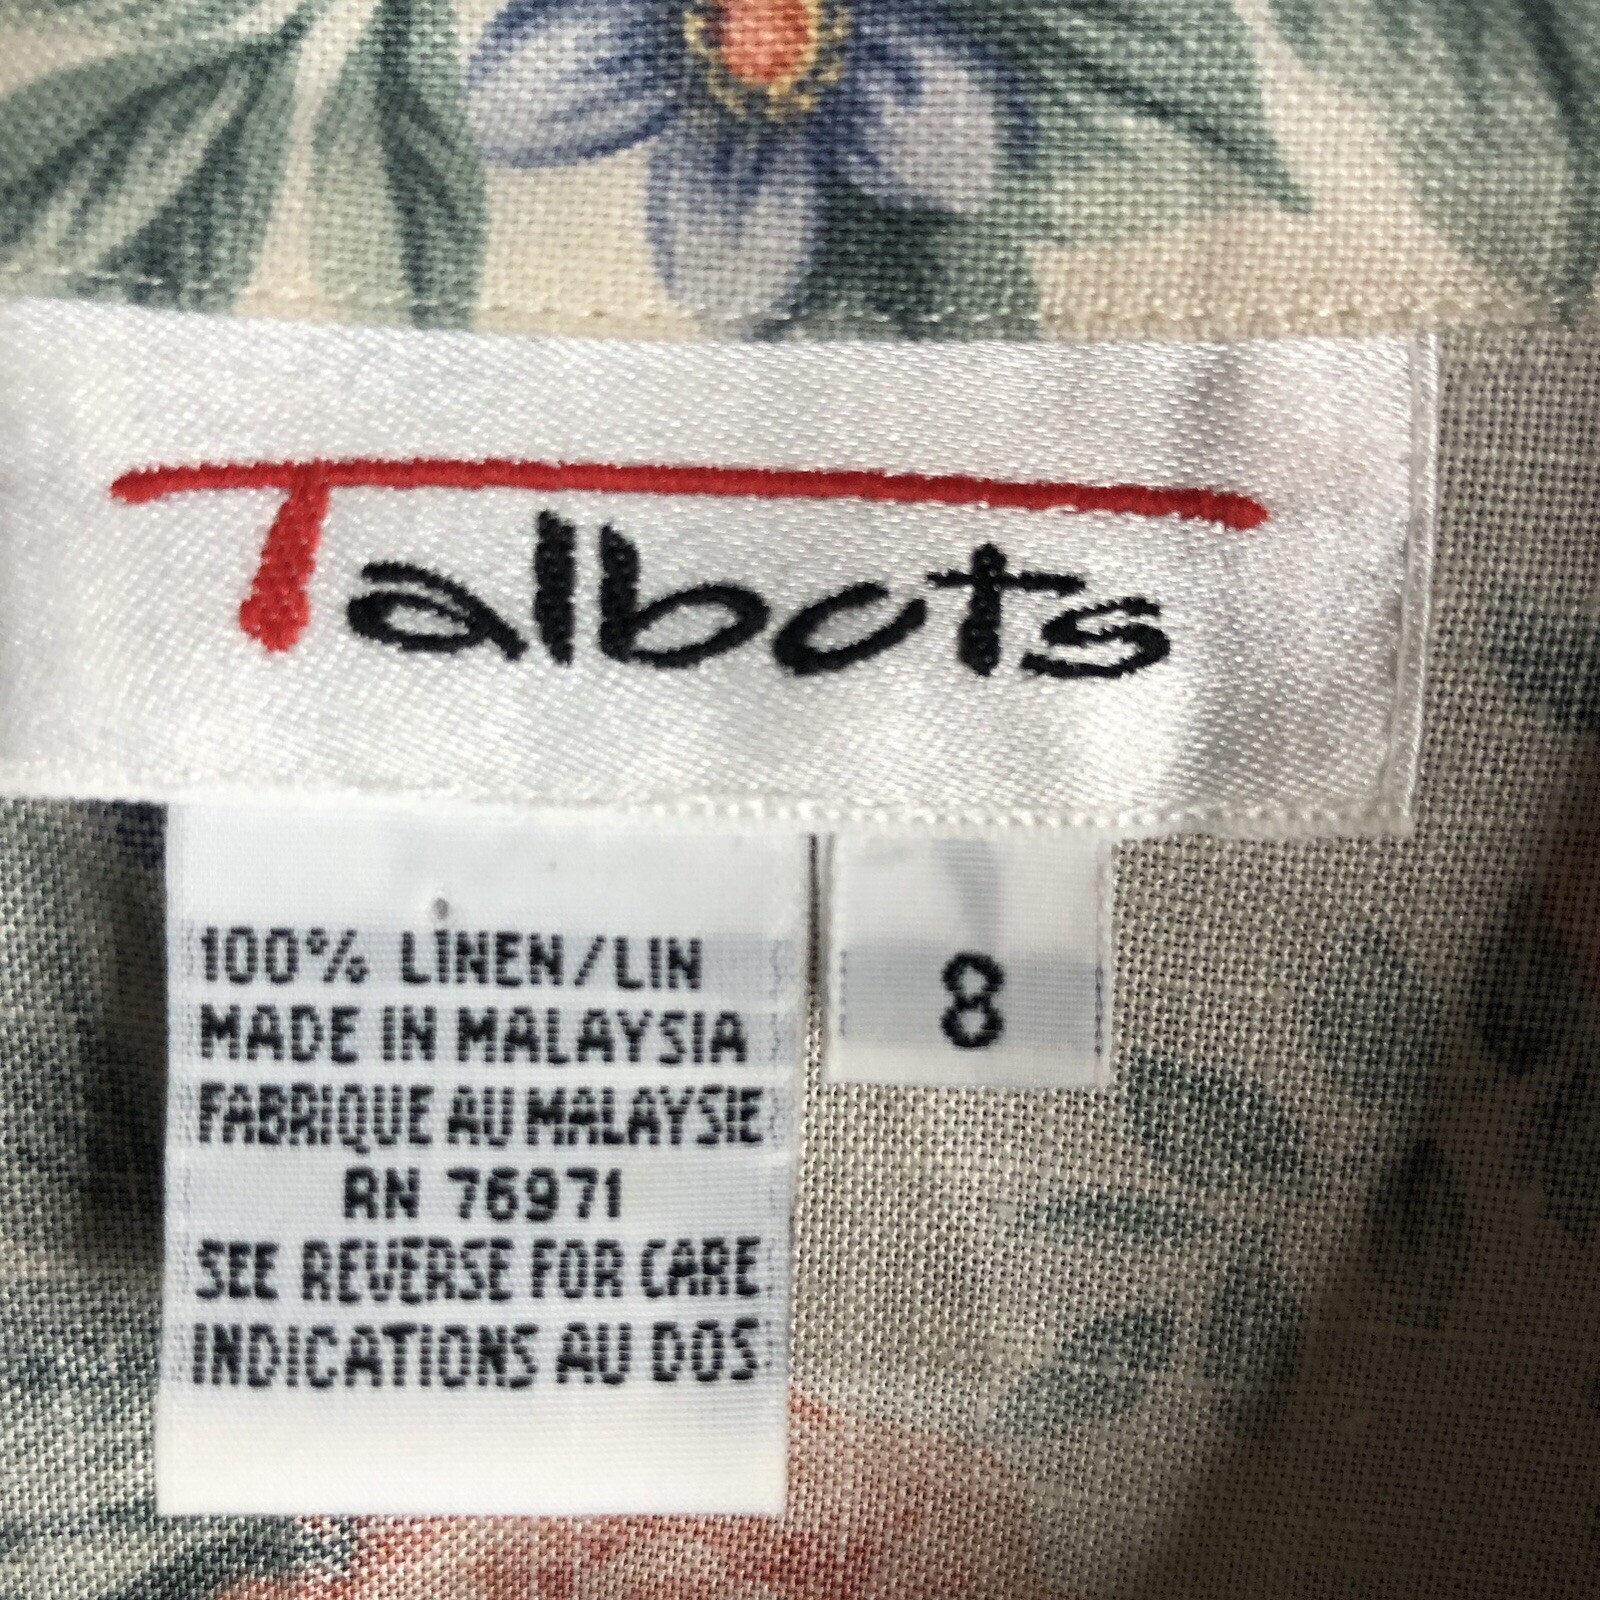 Talbots
100% LINEN/LIN
MADE IN MALAYSIA
FABRIQUE AU MALAYSIE
RN 76971
SEE REVERSE FOR CARE
INDICATIONS AU DOS
8